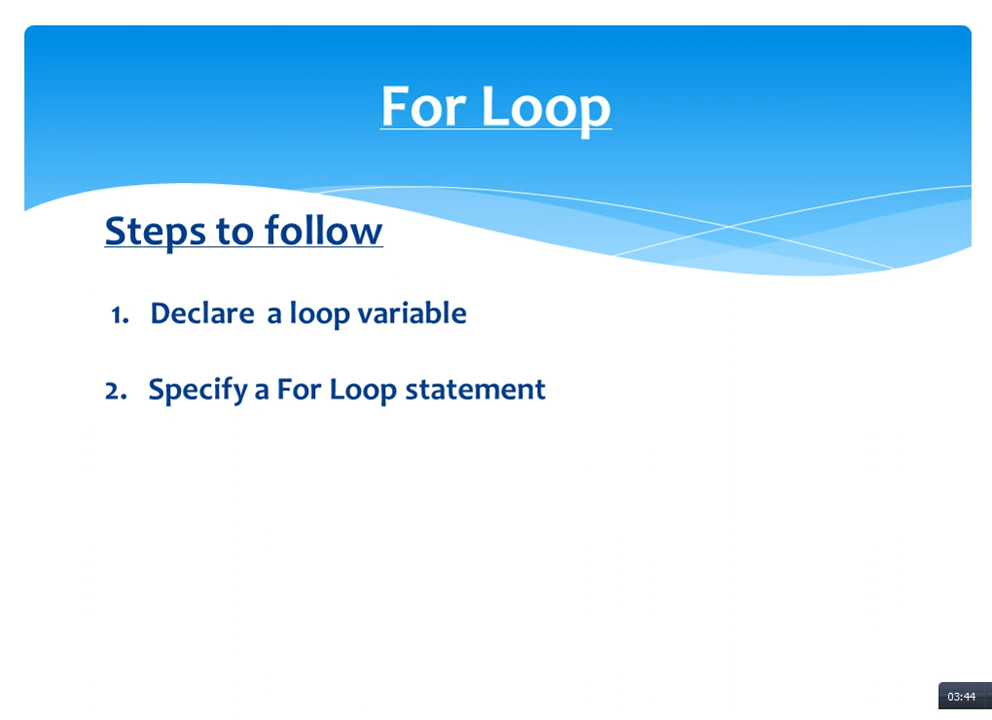 For Loop
Steps to follow
1. Declare a loop variable
2. Specify a For Loop statement
03:44